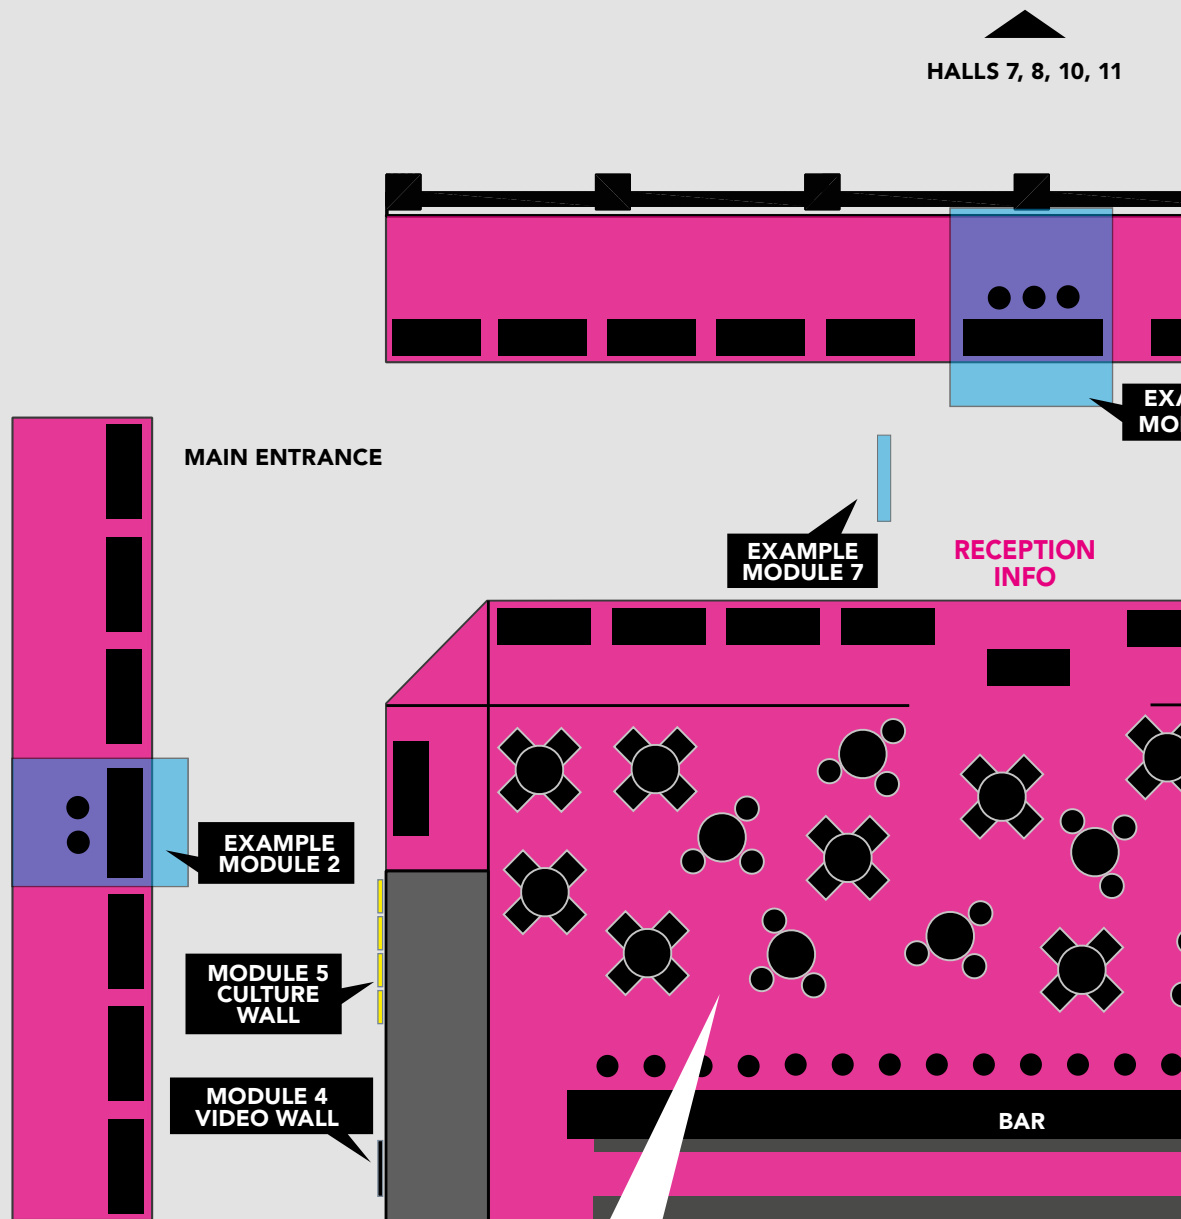 HALLS 7, 8, 10, 11
MAIN ENTRANCE
EXAMPLE
MODULE 7
RECEPTION
INFO
EXAMPLE
MODULE 2
MODULE 5
CULTURE
WALL
MODULE 4
VIDEO WALL
BAR